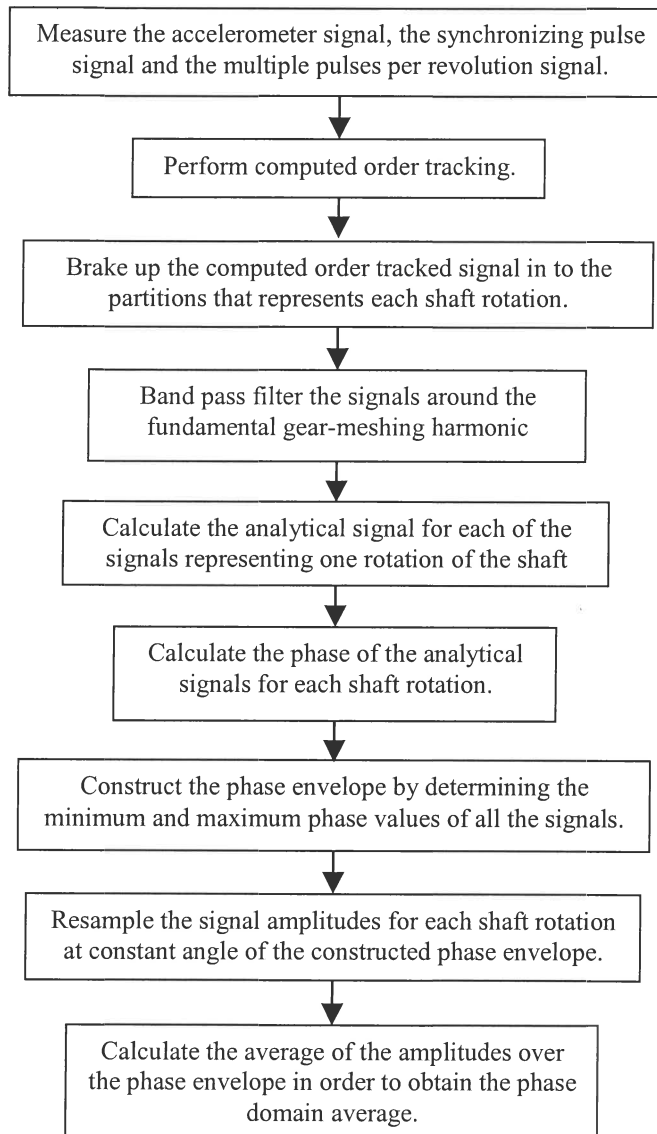 Measure the accelerometer signal, the synchronizing pulse
signal and the multiple pulses per revolution signal.
Perform computed order tracking.
Brake up the computed order tracked signal in to the
partitions that represents each shaft rotation.
Band pass filter the signals around the
fundamental gear-meshing harmonic
Calculate the analytical signal for each of the
signals representing one rotation of the shaft
Calculate the phase of the analytical
signals for each shaft rotation.
Construct the phase envelope by determining the
minimum and maximum phase values of all the signals.
Resample the signal amplitudes for each shaft rotation
at constant angle of the constructed phase envelope.
Calculate the average of the amplitudes over
the phase envelope in order to obtain the phase
domain average.